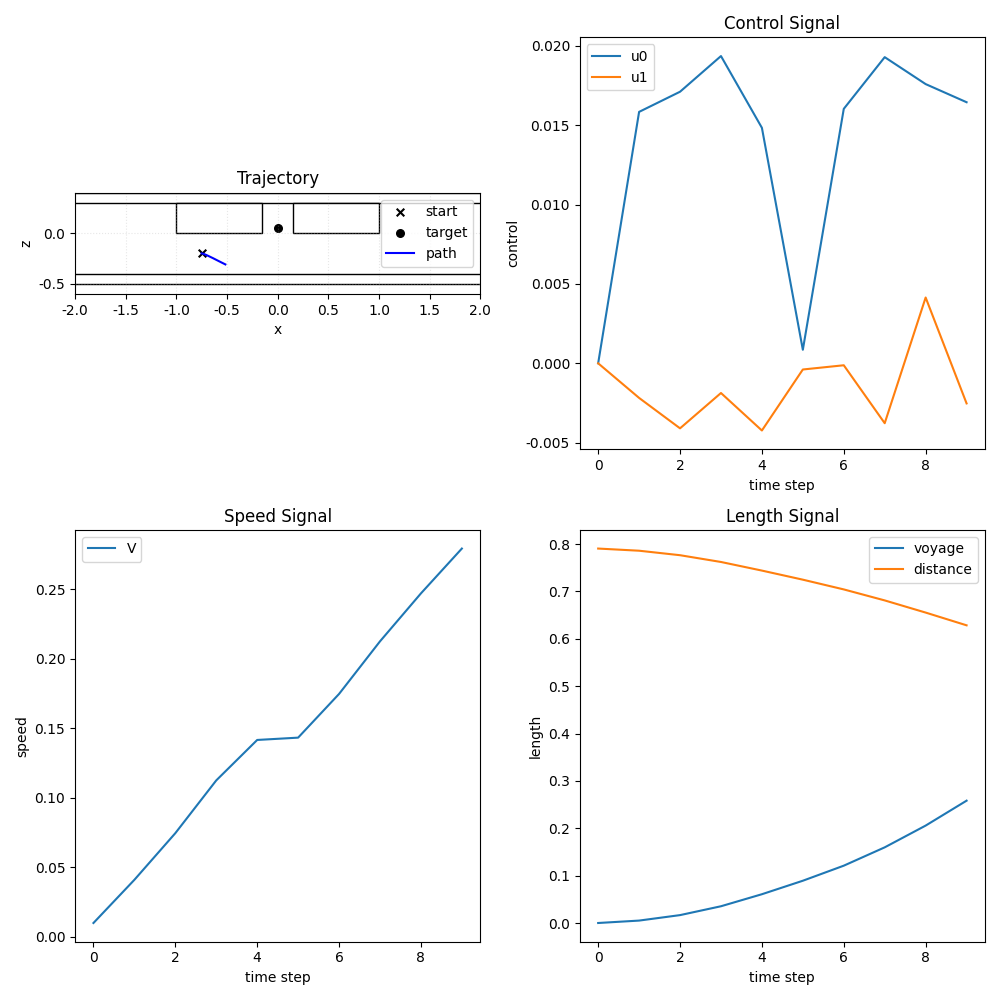 Trajectory
z
0.0
-0.5
start
target
path
-2.0 -1.5 -1.0 -0.5 0.0 0.5 1.0 1.5 2.0
x
Control Signal
control
0.020
0.015
0.010
0.005
0.000
-0.005
u0
u1
0 2 4 6 8
time step
Speed Signal
speed
0.25
0.20
0.15
0.10
0.05
0.00
V
0 2 4 6 8
time step
Length Signal
length
0.8
0.7
0.6
0.5
0.4
0.3
0.2
0.1
0.0
voyage
distance
0 2 4 6 8
time step